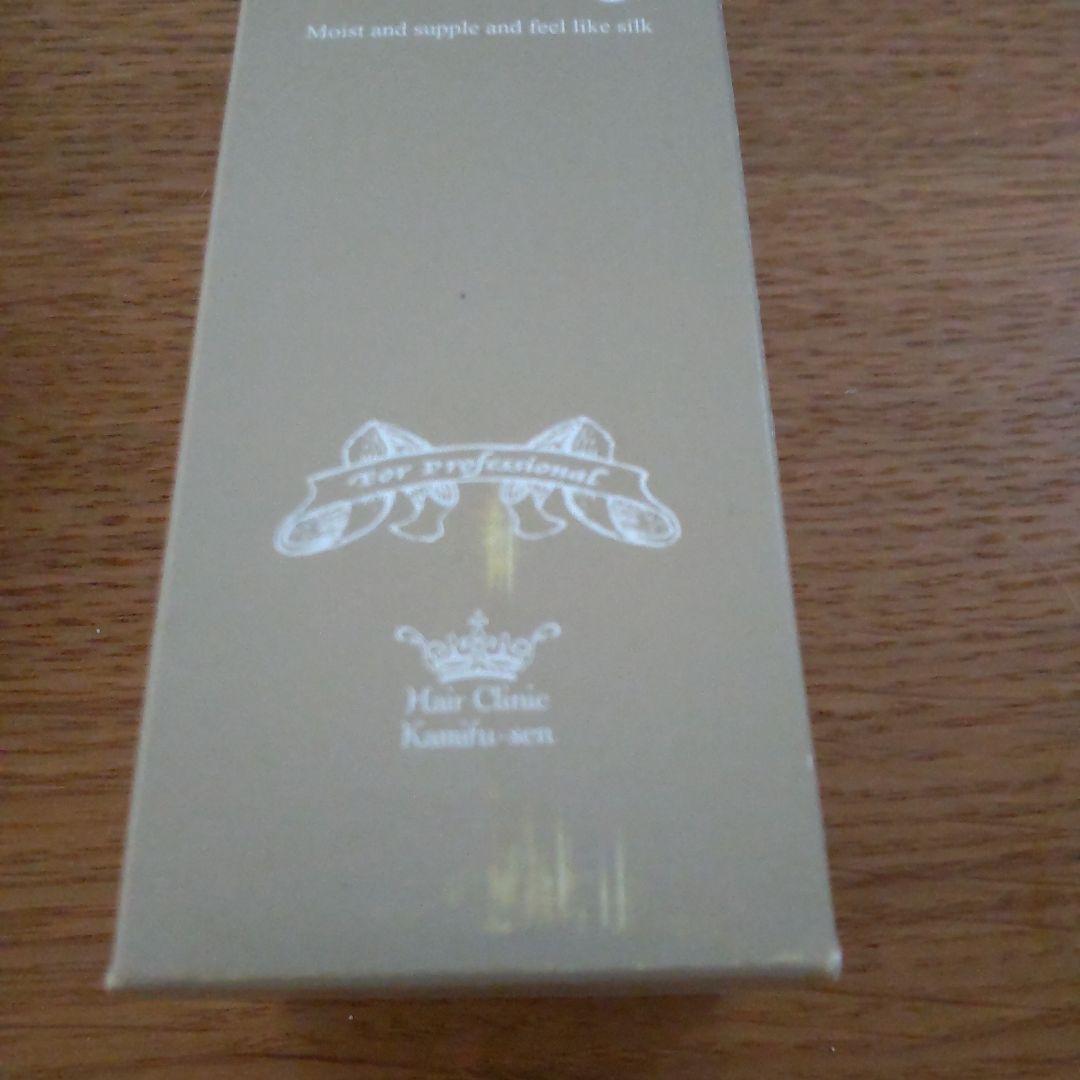 Moist and supple and feel like silk
For Professional
Hair Clinic
Kamifu-sen